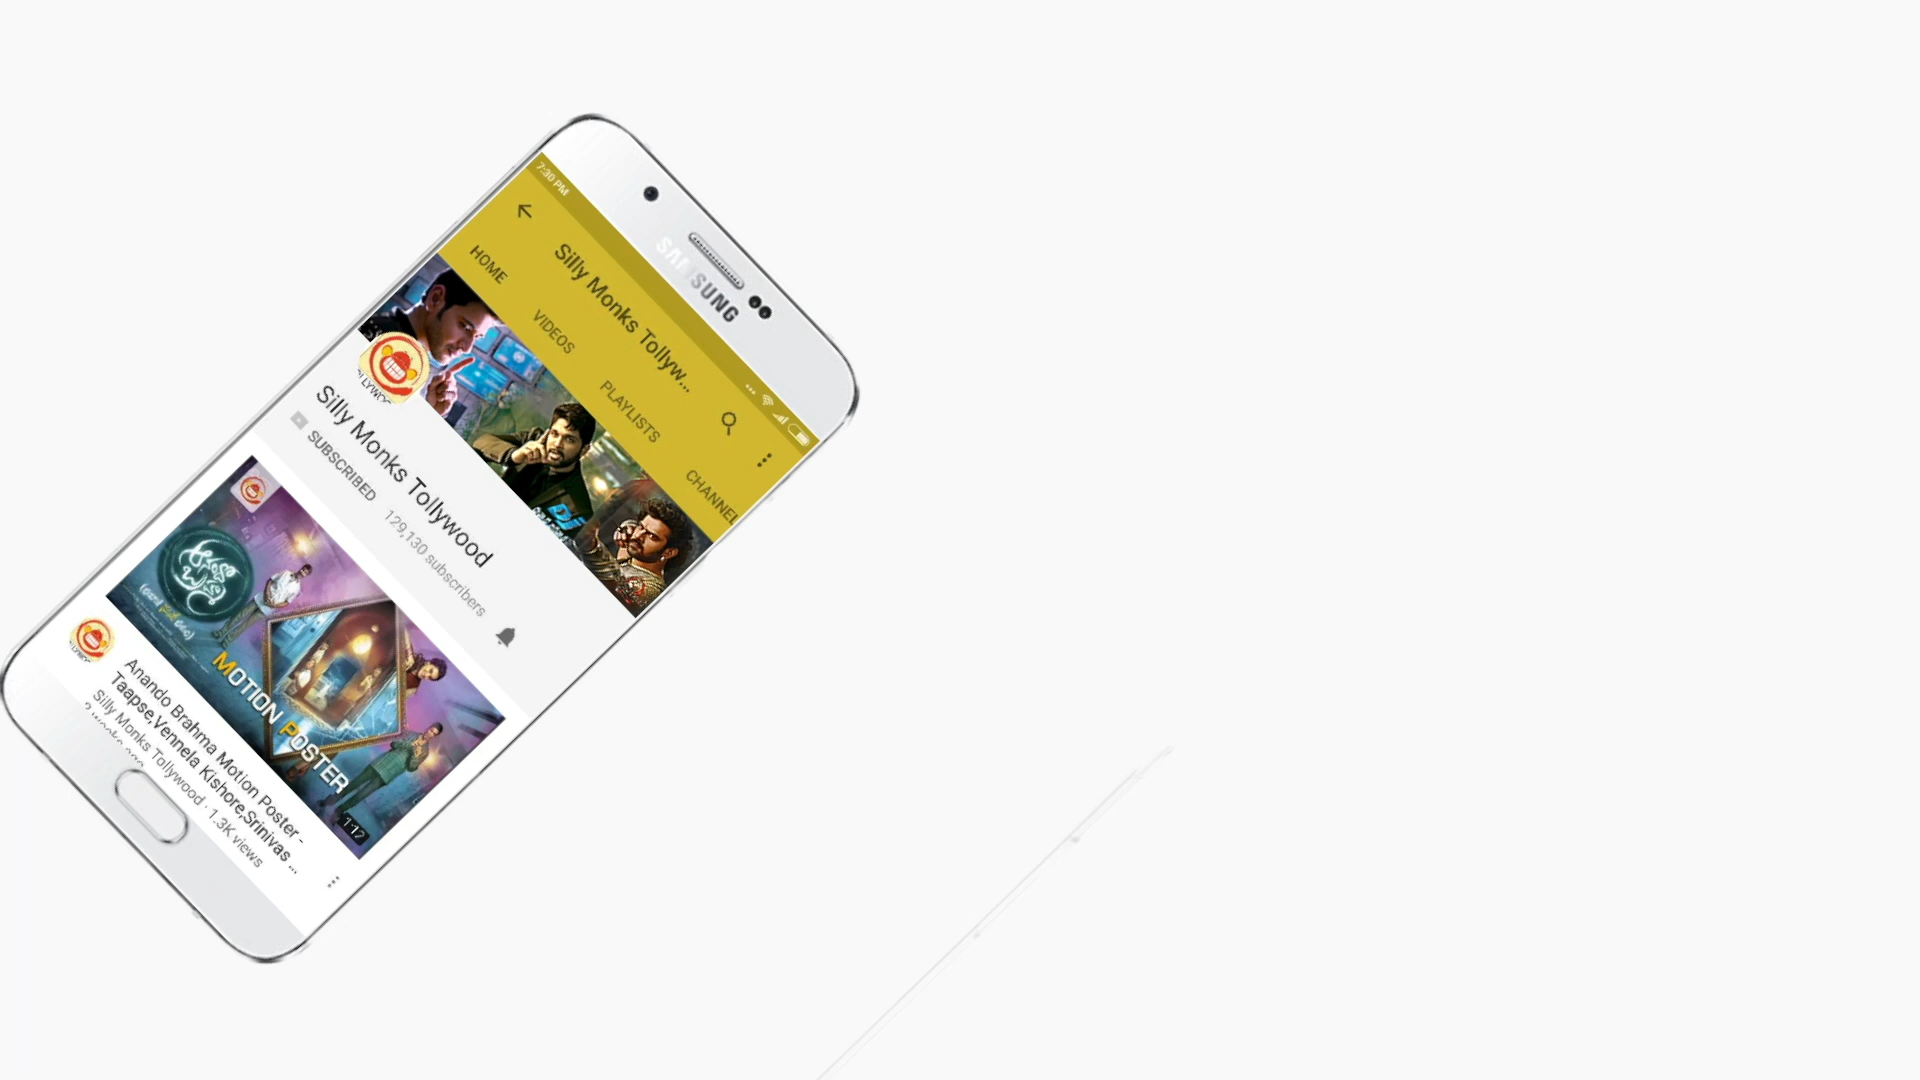 SAMSUNG
7:30 PM
Silly Monks Tollyw...
HOME
VIDEOS
PLAYLISTS
CHANNEL
DJ
Silly Monks Tollywood
SUBSCRIBED
129,130 subscribers
MOTION POSTER
1:12
Anando Brahma Motion Poster -
Taapse,Vennela Kishore,Srinivas ...
Silly Monks Tollywood · 1.3K views